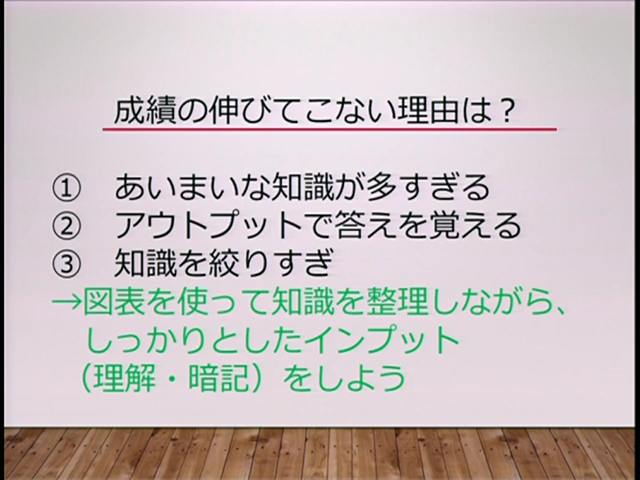 成績の伸びてこない理由は？
① あいまいな知識が多すぎる
② アウトプットで答えを覚える
③ 知識を絞りすぎ
→図表を使って知識を整理しながら、
しっかりとしたインプット
（理解・暗記）をしよう